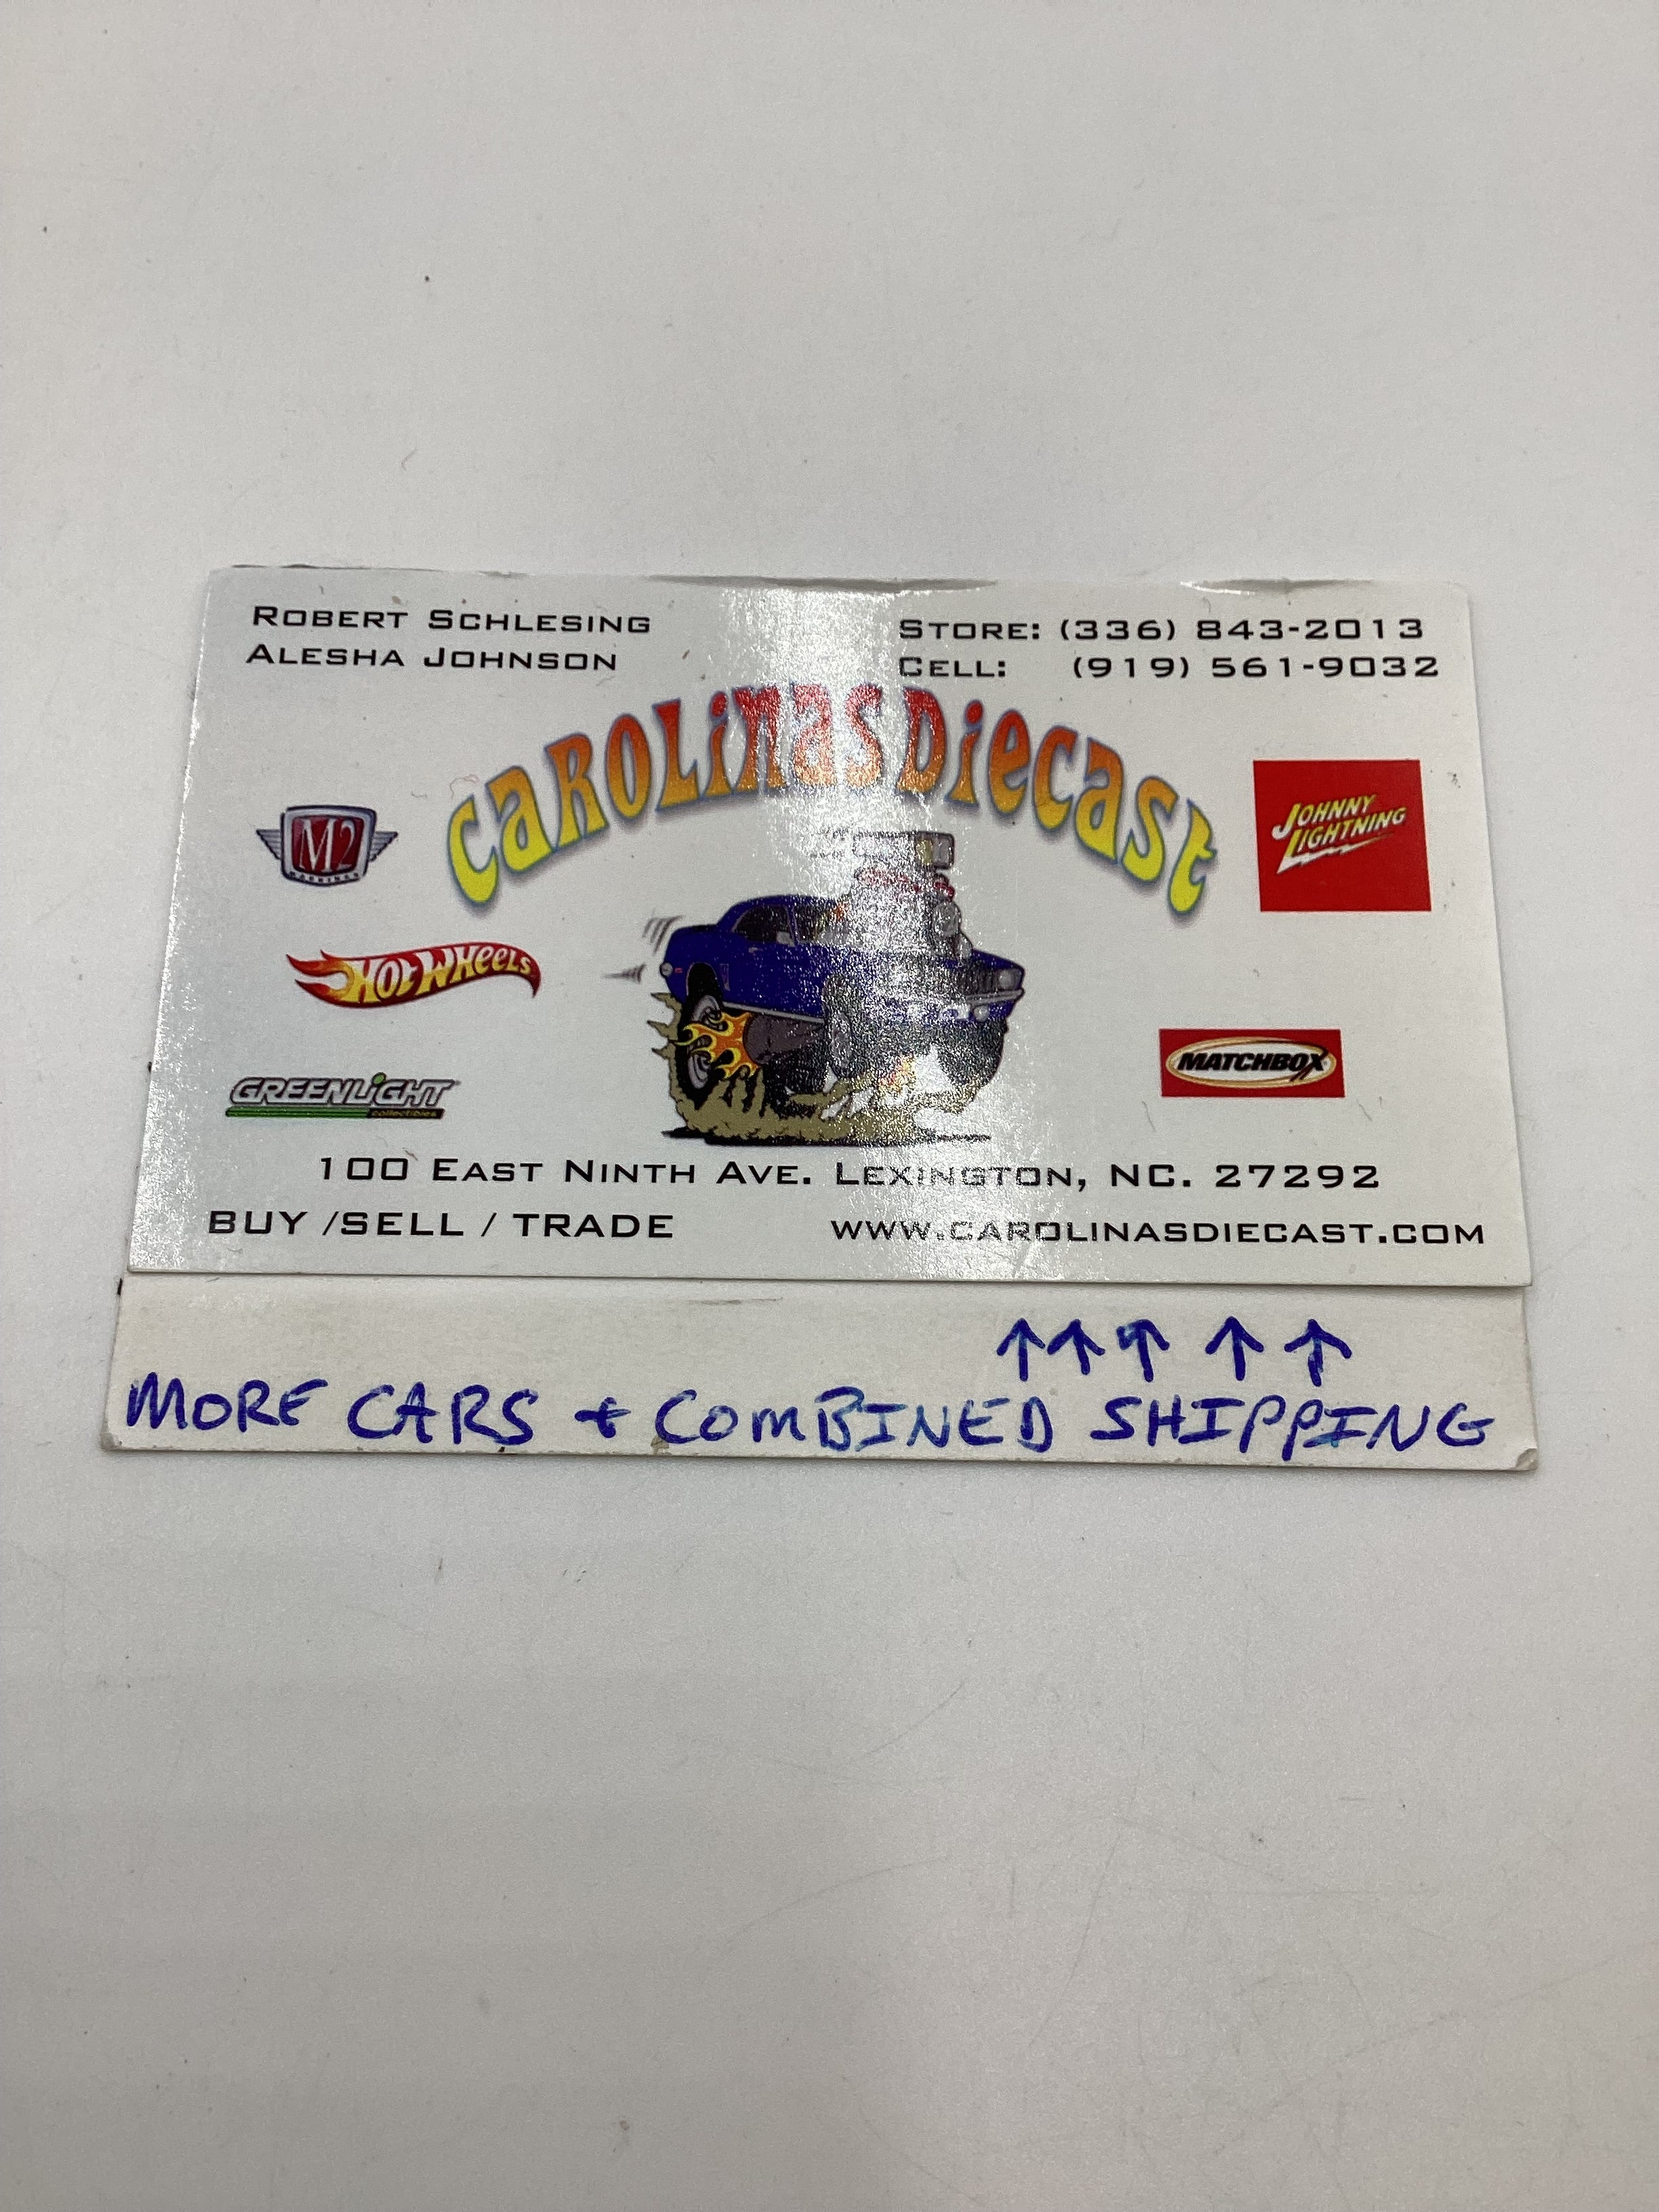 ROBERT SCHLESING
ALESHA JOHNSON
STORE: (336) 843-2013
CELL: (919) 561-9032
CAROLINAS DIECAST
M2
MACHINES
JOHNNY
LIGHTNING
HOT WHEELS
MATCHBOX
GREENLIGHT
collectibles
100 EAST NINTH AVE. LEXINGTON, NC. 27292
BUY /SELL / TRADE
WWW.CAROLINASDIECAST.COM
↑↑↑ ↑ ↑
MORE CARS + COMBINED SHIPPING